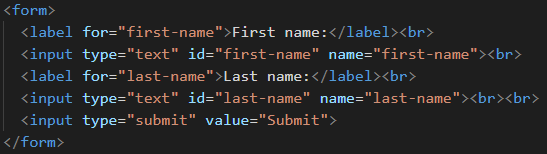 <form>
<label for="first-name">First name:</label><br>
<input type="text" id="first-name" name="first-name"><br>
<label for="last-name">Last name:</label><br>
<input type="text" id="last-name" name="last-name"><br><br>
<input type="submit" value="Submit">
</form>